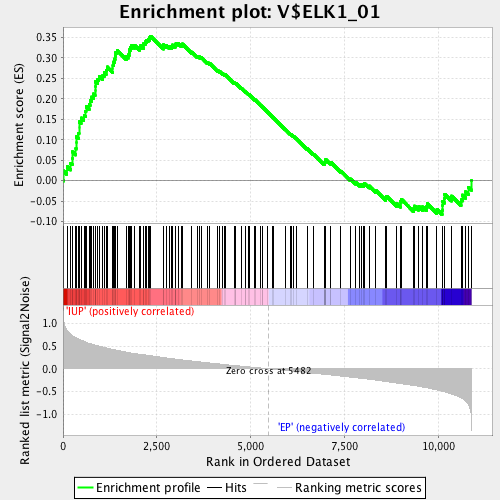 Enrichment plot: V$ELK1_01
Enrichment score (ES)
0.35
0.30
0.25
0.20
0.15
0.10
0.05
0.00
-0.05
-0.10
'IUP' (positively correlated)
Ranked list metric (Signal2Noise)
1.0
0.5
0.0
-0.5
-1.0
Zero cross at 5482
'EP' (negatively correlated)
0
2,500
5,000
7,500
10,000
Rank in Ordered Dataset
Enrichment profile
Hits
Ranking metric scores